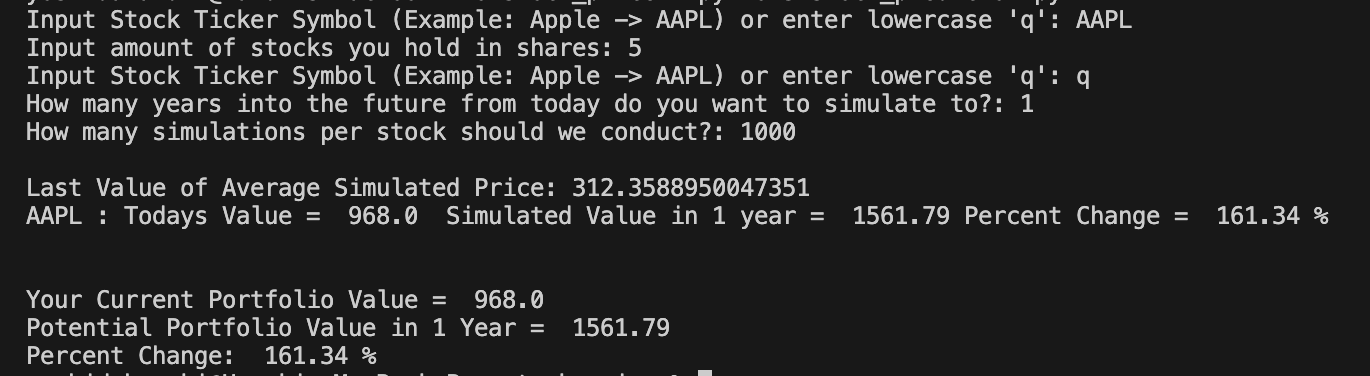 Input Stock Ticker Symbol (Example: Apple -> AAPL) or enter lowercase 'q': AAPL
Input amount of stocks you hold in shares: 5
Input Stock Ticker Symbol (Example: Apple -> AAPL) or enter lowercase 'q': q
How many years into the future from today do you want to simulate to?: 1
How many simulations per stock should we conduct?: 1000
Last Value of Average Simulated Price: 312.3588950047351
AAPL : Todays Value =  968.0  Simulated Value in 1 year =  1561.79 Percent Change =  161.34 %
Your Current Portfolio Value =  968.0
Potential Portfolio Value in 1 Year =  1561.79
Percent Change:  161.34 %